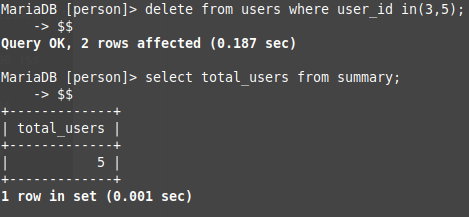 MariaDB [person]> delete from users where user_id in(3,5);
    -> $$
Query OK, 2 rows affected (0.187 sec)
MariaDB [person]> select total_users from summary;
    -> $$
+-------------+
| total_users |
+-------------+
|           5 |
+-------------+
1 row in set (0.001 sec)